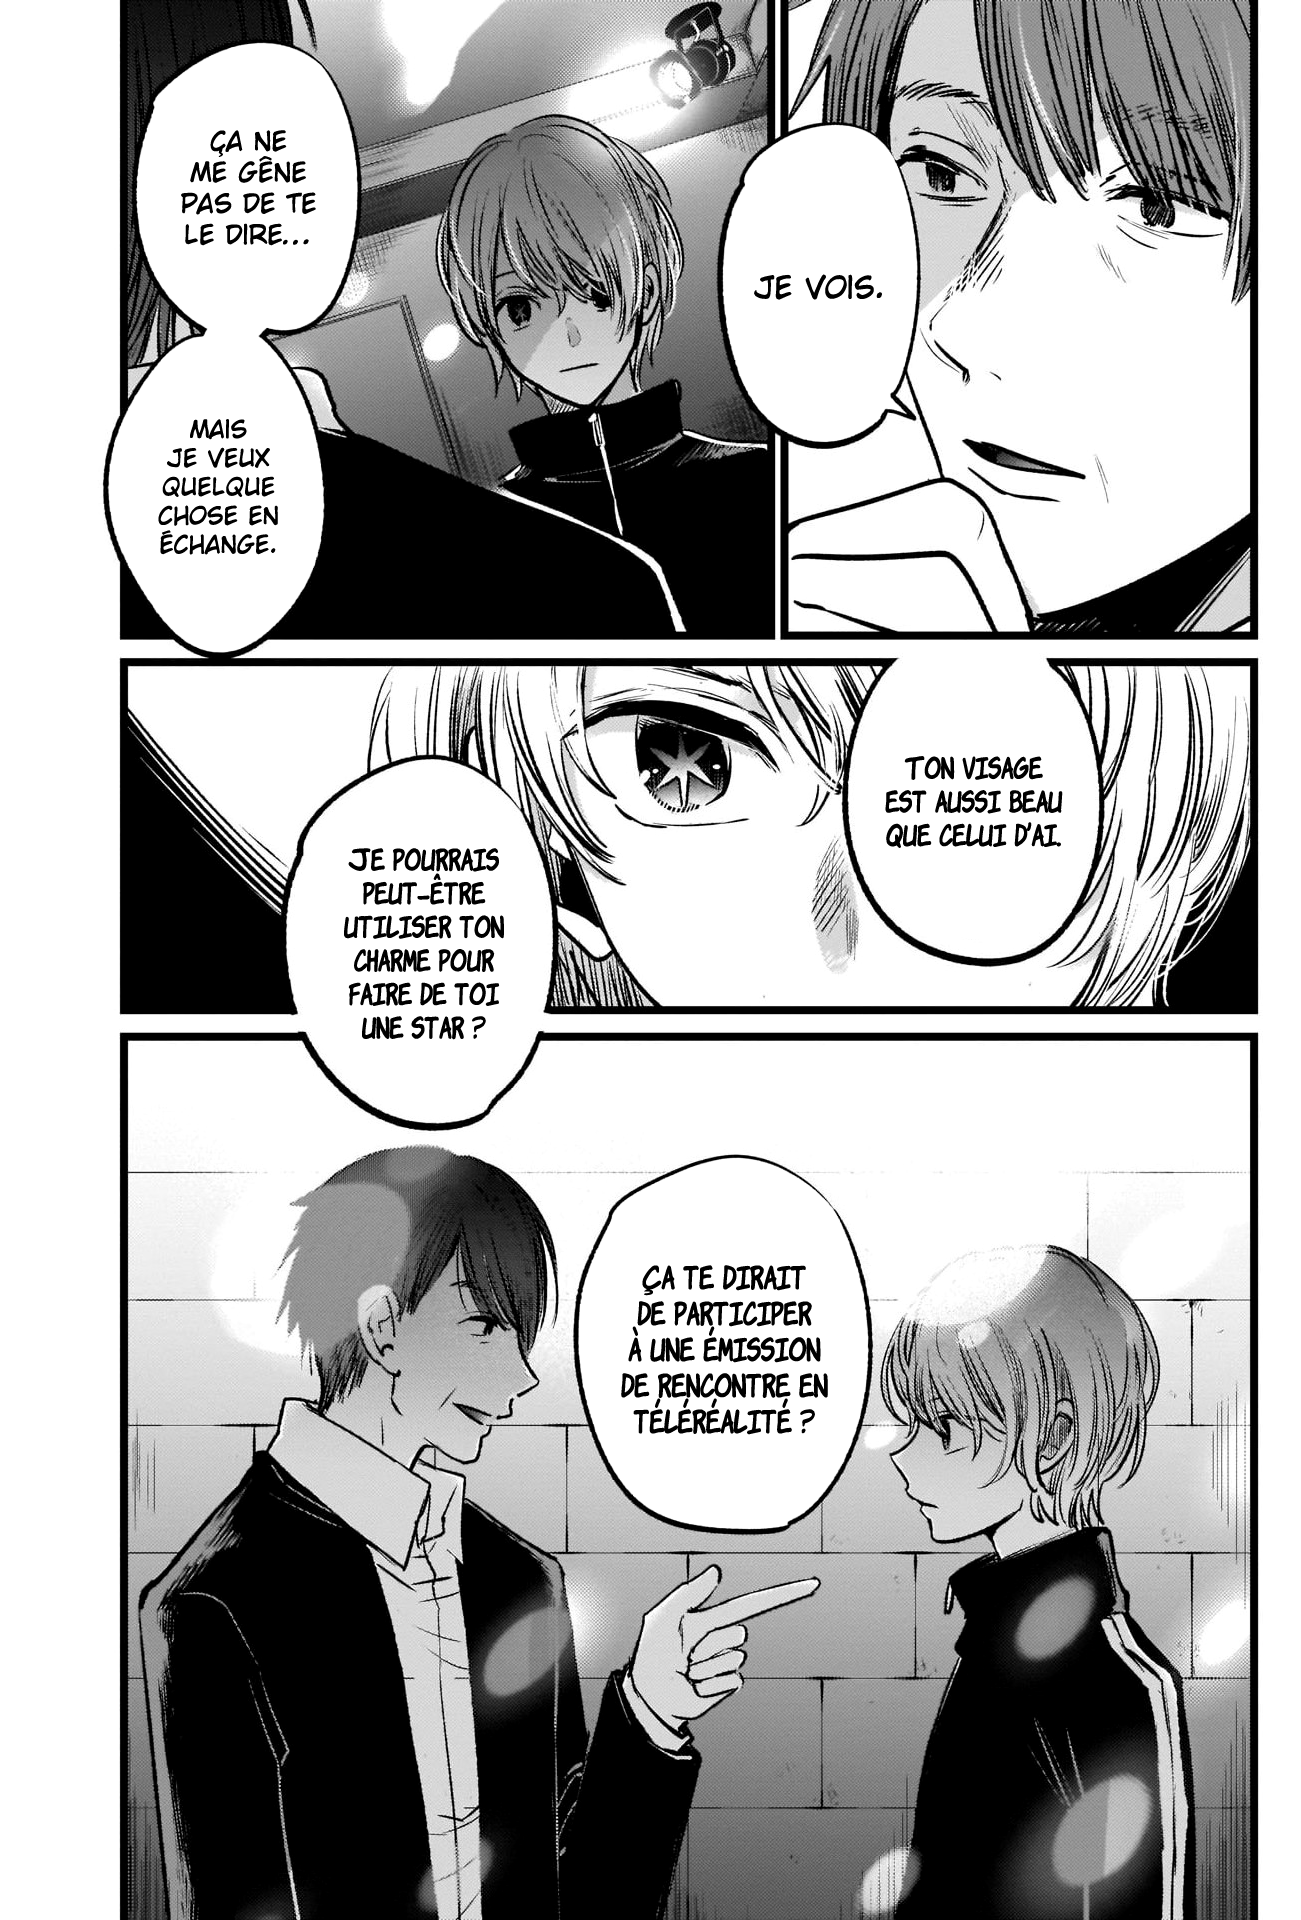 JE VOIS.
ÇA NE
ME GÊNE
PAS DE TE
LE DIRE...
MAIS
JE VEUX
QUELQUE
CHOSE EN
ÉCHANGE.
TON VISAGE
EST AUSSI BEAU
QUE CELUI D'AI.
JE POURRAIS
PEUT-ÊTRE
UTILISER TON
CHARME POUR
FAIRE DE TOI
UNE STAR ?
ÇA TE DIRAIT
DE PARTICIPER
À UNE ÉMISSION
DE RENCONTRE EN
TÉLÉRÉALITÉ ?